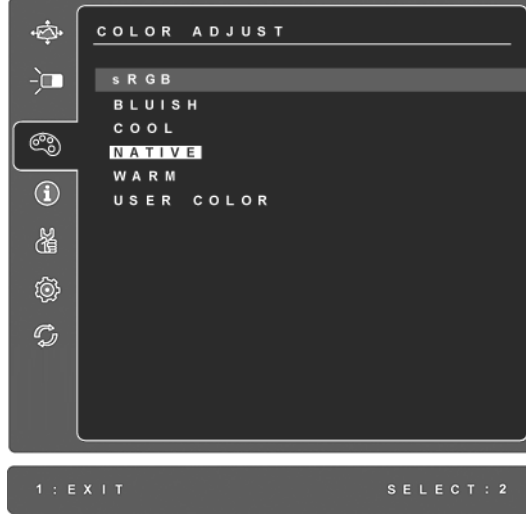 COLOR ADJUST
sRGB
BLUISH
COOL
NATIVE
WARM
USER COLOR
1:EXIT SELECT:2